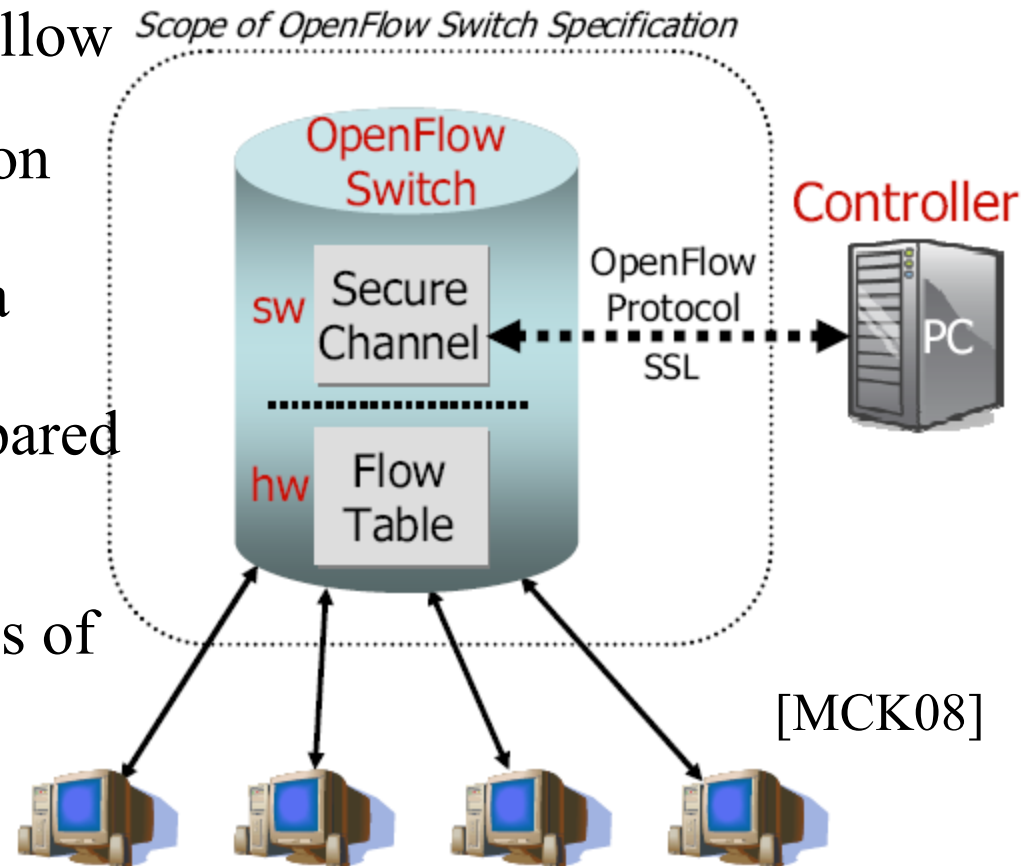 llow
Scope of OpenFlow Switch Specification
on
a
pared
s of
OpenFlow
Switch
sw
Secure
Channel
hw
Flow
Table
OpenFlow
Protocol
SSL
Controller
PC
[MCK08]